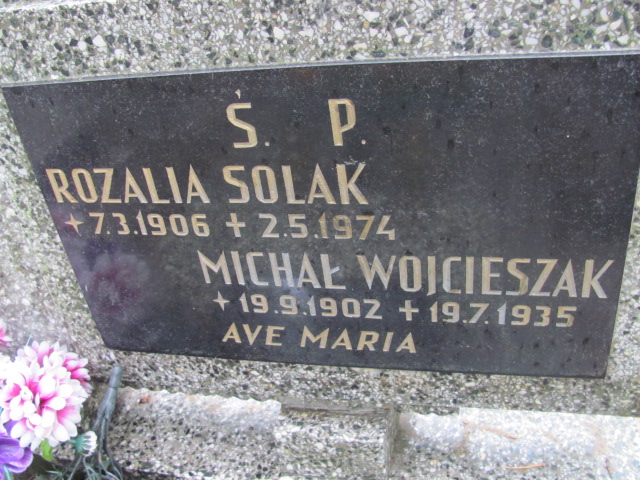 Ś. P.
ROZALIA SOLAK
+ 7.3.1906 + 2.5.1974
MICHAŁ WOJCIESZAK
+ 19.9.1902 + 19.7.1935
AVE MARIA